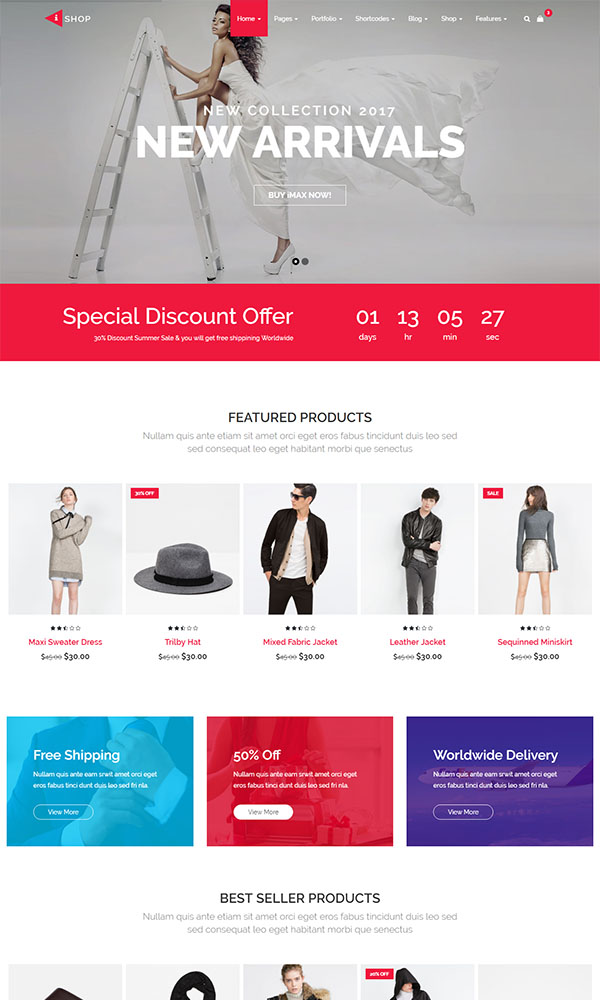 i SHOP
Home Pages Portfolio Shortcodes Blog Shop Features 3
NEW COLLECTION 2017
NEW ARRIVALS
BUY iMAX NOW!
Special Discount Offer
30% Discount Summer Sale & you will get free shippining Worldwide
01 13 05 27
days hr min sec
FEATURED PRODUCTS
Nullam quis ante etiam sit amet orci eget eros fabus tincidunt duis leo sed
sed consequat leo eget habitant morbi quis senectus
30% OFF
SALE
Maxi Sweater Dress
$45.00 $30.00
Trilby Hat
$45.00 $30.00
Mixed Fabric Jacket
$45.00 $30.00
Leather Jacket
$45.00 $30.00
Sequinned Miniskirt
$45.00 $30.00
Free Shipping
Nullam quis ante eam srwit amet orci eget
eros fabus tinci dunt duis leo sed fri nla.
View More
50% Off
Nullam quis ante eam srwit amet orci eget
eros fabus tinci dunt duis leo sed fri nla.
View More
Worldwide Delivery
Nullam quis ante eam srwit amet orci eget
eros fabus tinci dunt duis leo sed fri nla.
View More
BEST SELLER PRODUCTS
Nullam quis ante etiam sit amet orci eget eros fabus tincidunt duis leo sed
sed consequat leo eget habitant morbi quis senectus
20% OFF